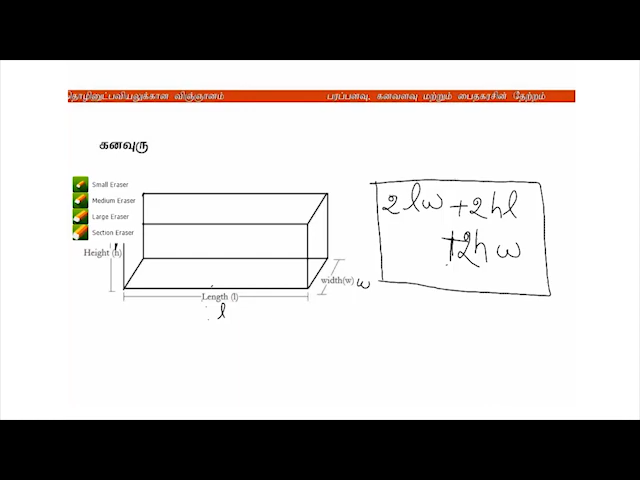 தொழினுட்பவியலுக்கான விஞ்ஞானம் பரப்பளவு, கனவளவு மற்றும் பைதகரசின் தேற்றம்
கனவுரு
Small Eraser
Medium Eraser
Large Eraser
Section Eraser
Height (h)
width(w) w
Length (l)
l
2lw + 2hl
+2hw